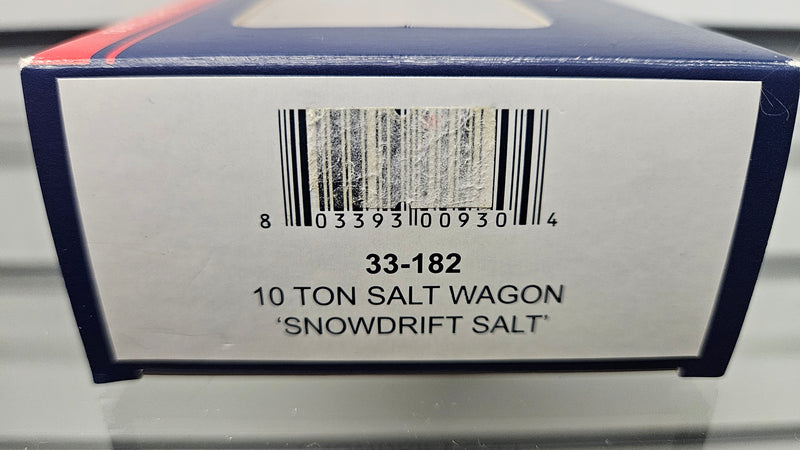 8 03393 00930 4
33-182
10 TON SALT WAGON
‘SNOWDRIFT SALT’